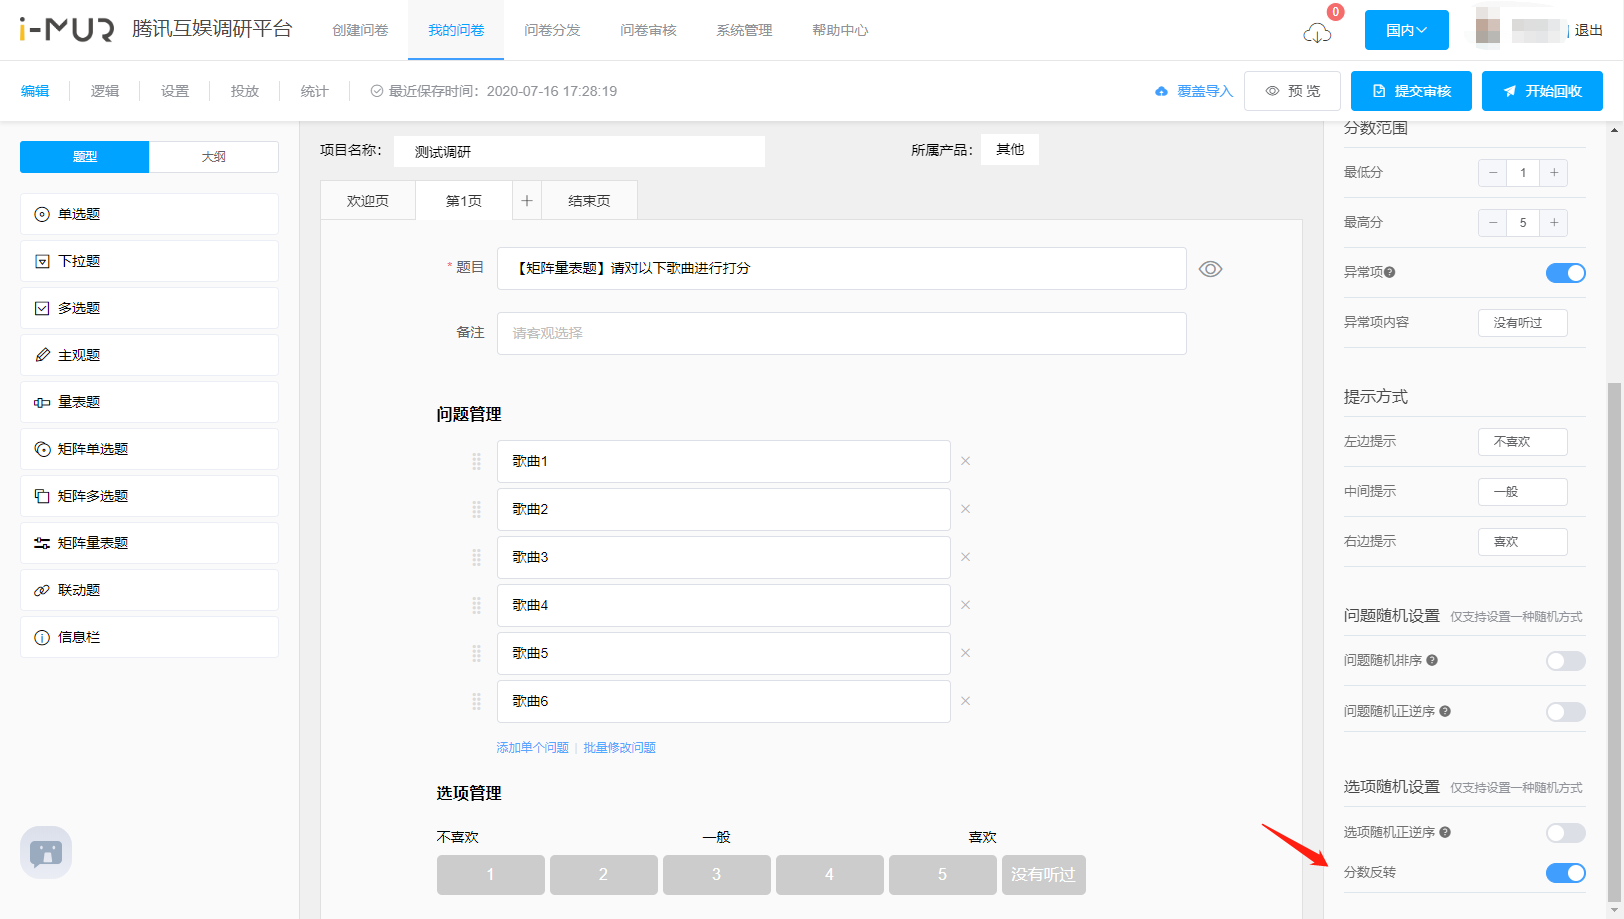 i-MUR 腾讯互娱调研平台 创建问卷 我的问卷 问卷分发 问卷审核 系统管理 帮助中心 0 国内 退出
编辑 逻辑 设置 投放 统计 最近保存时间：2020-07-16 17:28:19 覆盖导入 预 览 提交审核 开始回收
题型 大纲
单选题
下拉题
多选题
主观题
量表题
矩阵单选题
矩阵多选题
矩阵量表题
联动题
信息栏
项目名称： 测试调研 所属产品： 其他
欢迎页 第1页 + 结束页
* 题目 【矩阵量表题】请对以下歌曲进行打分
备注 请客观选择
问题管理
歌曲1 ×
歌曲2 ×
歌曲3 ×
歌曲4 ×
歌曲5 ×
歌曲6 ×
添加单个问题 | 批量修改问题
选项管理
不喜欢 一般 喜欢
1 2 3 4 5 没有听过
分数范围
最低分 − 1 +
最高分 − 5 +
异常项
异常项内容 没有听过
提示方式
左边提示 不喜欢
中间提示 一般
右边提示 喜欢
问题随机设置 仅支持设置一种随机方式
问题随机排序
问题随机正逆序
选项随机设置 仅支持设置一种随机方式
选项随机正逆序
分数反转